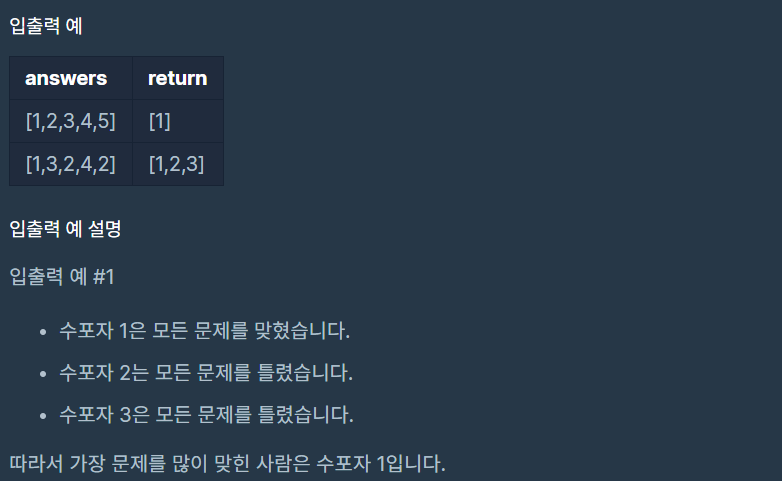 입출력 예
answers return
[1,2,3,4,5] [1]
[1,3,2,4,2] [1,2,3]
입출력 예 설명
입출력 예 #1
• 수포자 1은 모든 문제를 맞혔습니다.
• 수포자 2는 모든 문제를 틀렸습니다.
• 수포자 3은 모든 문제를 틀렸습니다.
따라서 가장 문제를 많이 맞힌 사람은 수포자 1입니다.